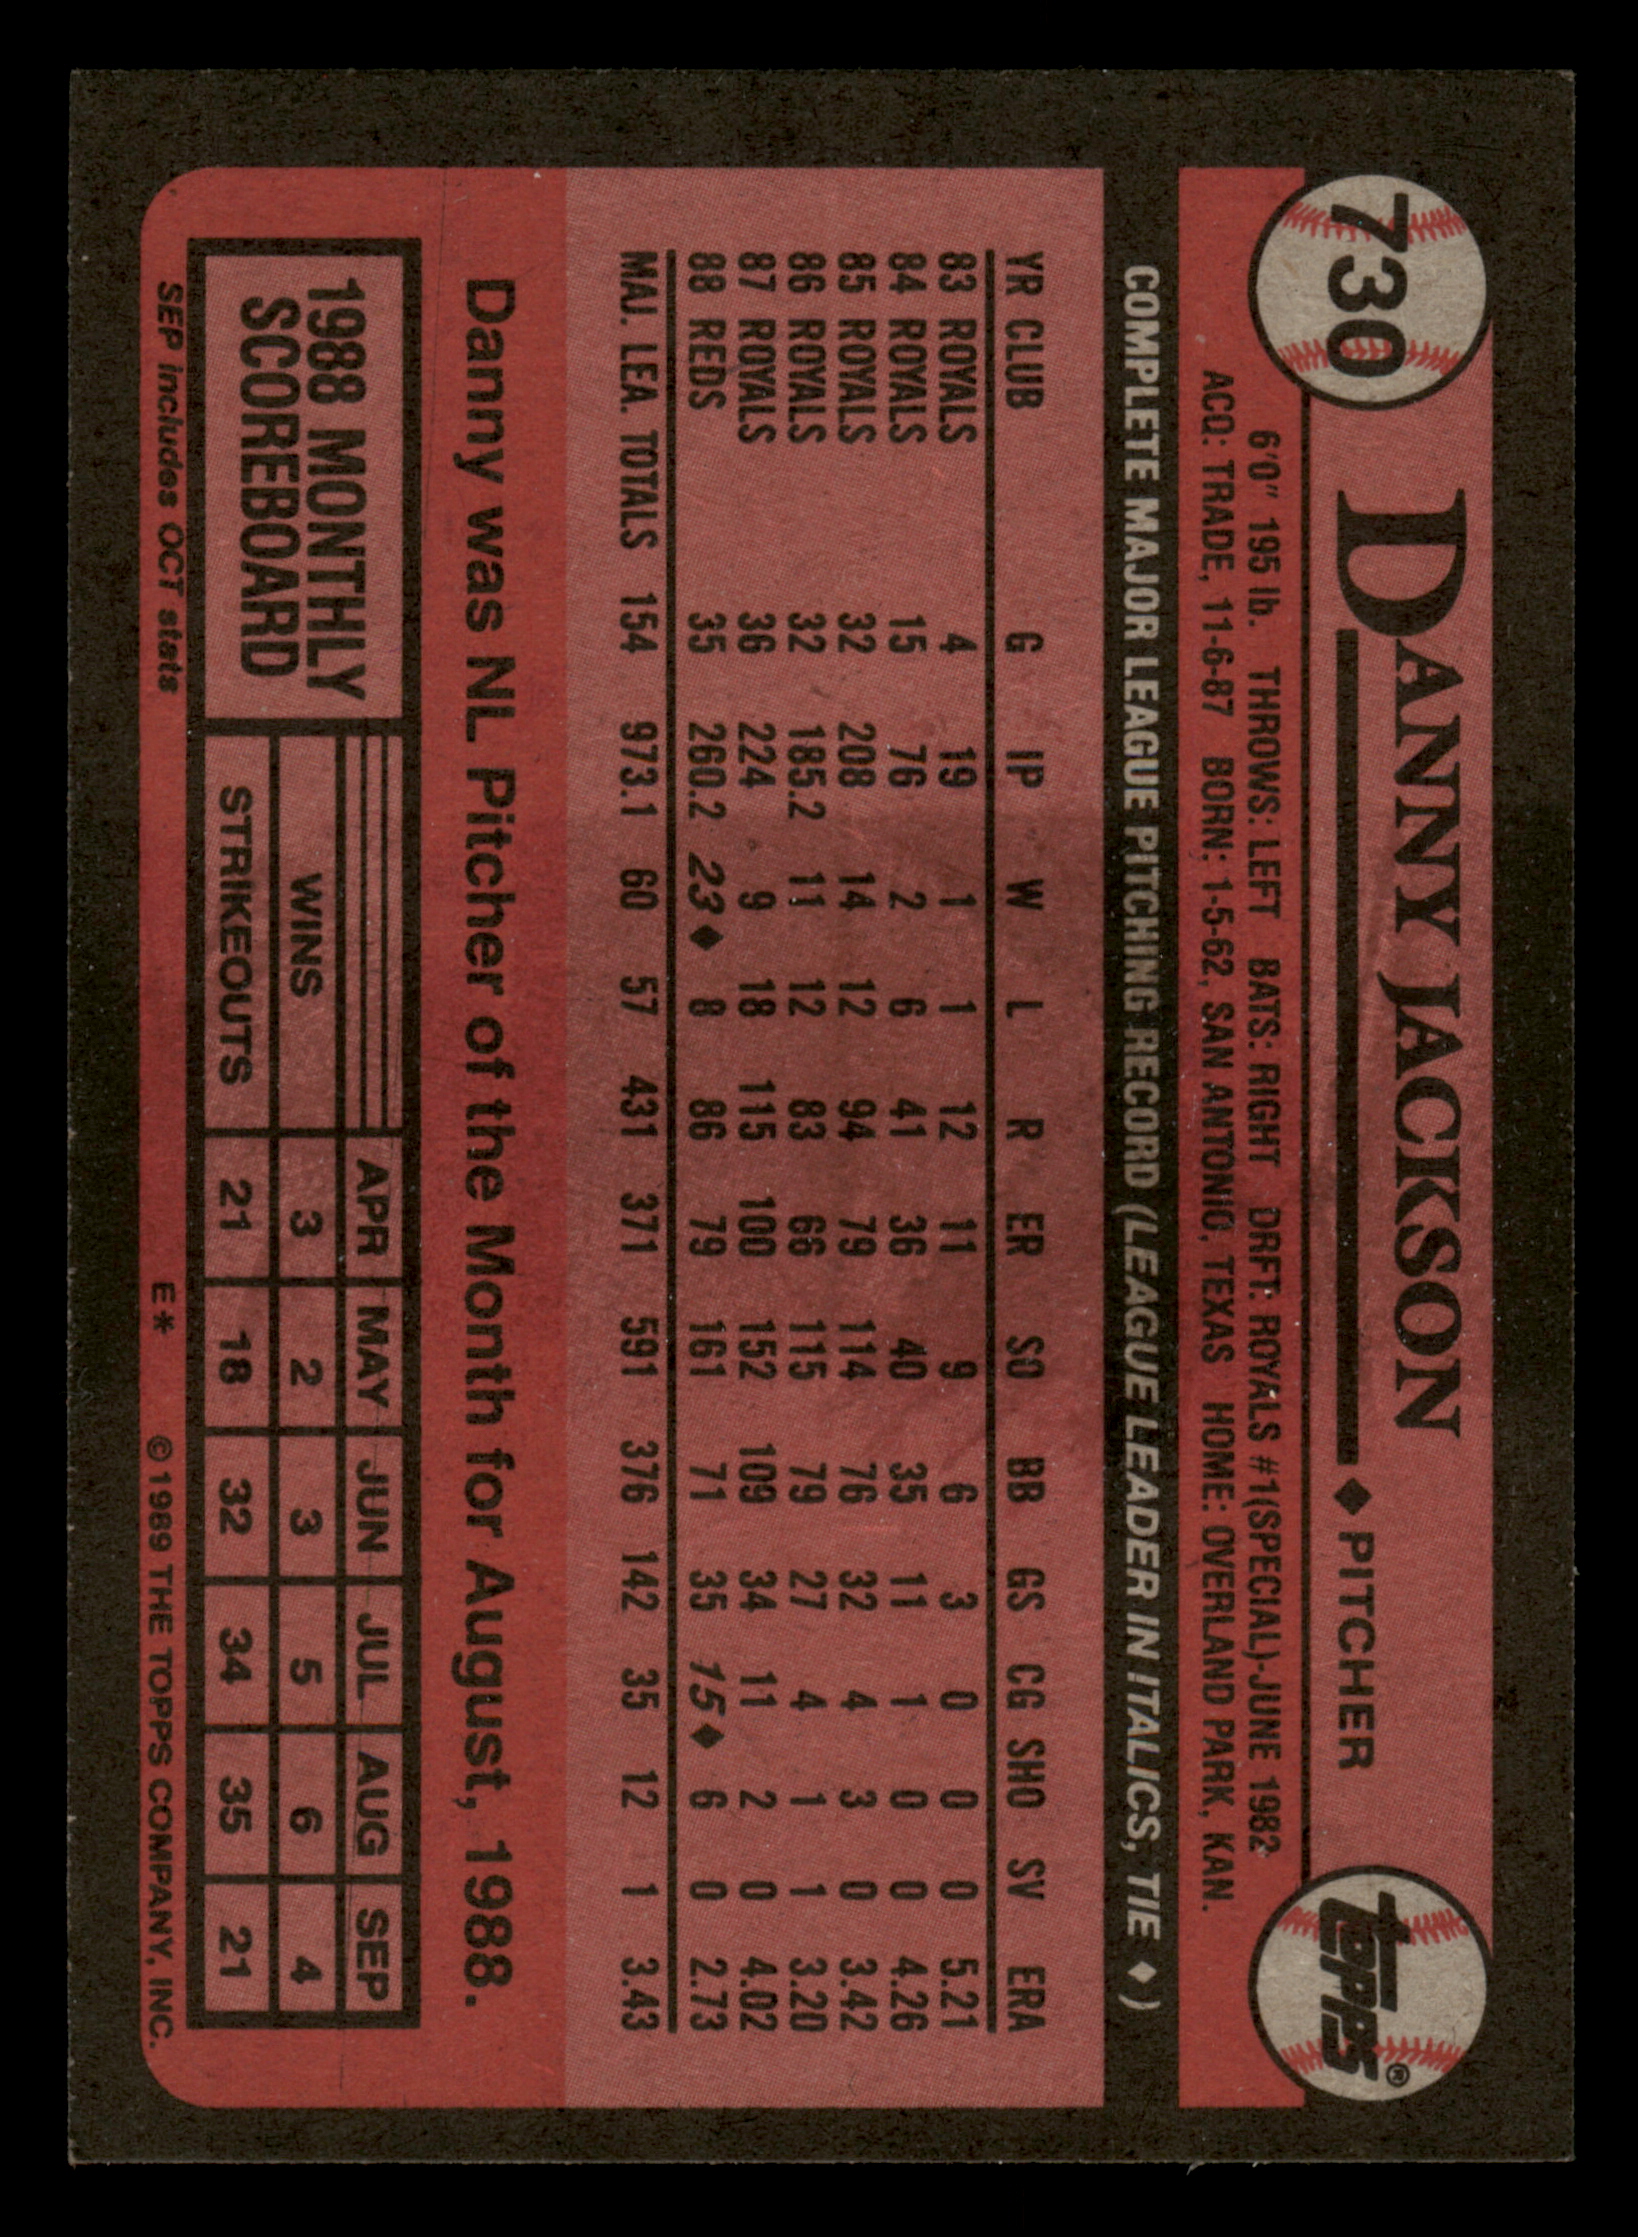 730
DANNY JACKSON
◆ PITCHER
topps®
6'0" 195 lb. THROWS: LEFT BATS: RIGHT DRFT: ROYALS #1(SPECIAL)-JUNE 1982
ACQ: TRADE, 11-6-87 BORN: 1-5-62, SAN ANTONIO, TEXAS HOME: OVERLAND PARK, KAN.
COMPLETE MAJOR LEAGUE PITCHING RECORD (LEAGUE LEADER IN ITALICS, TIE ◆)
YR CLUB G IP W L R ER SO BB GS CG SHO SV ERA
83 ROYALS 4 19 1 1 12 11 9 6 3 0 0 0 5.21
84 ROYALS 15 76 2 6 41 36 40 35 11 1 0 0 4.26
85 ROYALS 32 208 14 12 94 79 114 76 32 4 3 0 3.42
86 ROYALS 32 185.2 11 12 83 66 115 79 27 4 1 1 3.20
87 ROYALS 36 224 9 18 115 100 152 109 34 11 2 0 4.02
88 REDS 35 260.2 23◆ 8 86 79 161 71 35 15◆ 6 0 2.73
MAJ. LEA. TOTALS 154 973.1 60 57 431 371 591 376 142 35 12 1 3.43
Danny was NL Pitcher of the Month for August, 1988.
1988 MONTHLY
SCOREBOARD
APR MAY JUN JUL AUG SEP
WINS 3 2 3 5 6 4
STRIKEOUTS 21 18 32 34 35 21
SEP includes OCT stats E* ©1989 THE TOPPS COMPANY, INC.